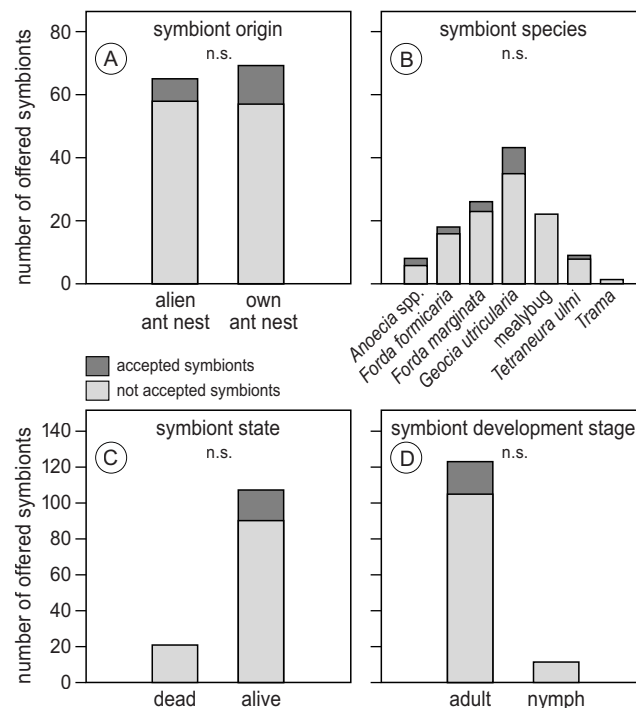 symbiont origin
n.s.
A
number of offered symbionts
80
60
40
20
0
alien
ant nest
own
ant nest
symbiont species
n.s.
B
Anoecia spp.
Forda formicaria
Forda marginata
Geocia utricularia
mealybug
Tetraneura ulmi
Trama
accepted symbionts
not accepted symbionts
symbiont state
n.s.
C
number of offered symbionts
140
120
100
80
60
40
20
0
dead
alive
symbiont development stage
n.s.
D
adult
nymph